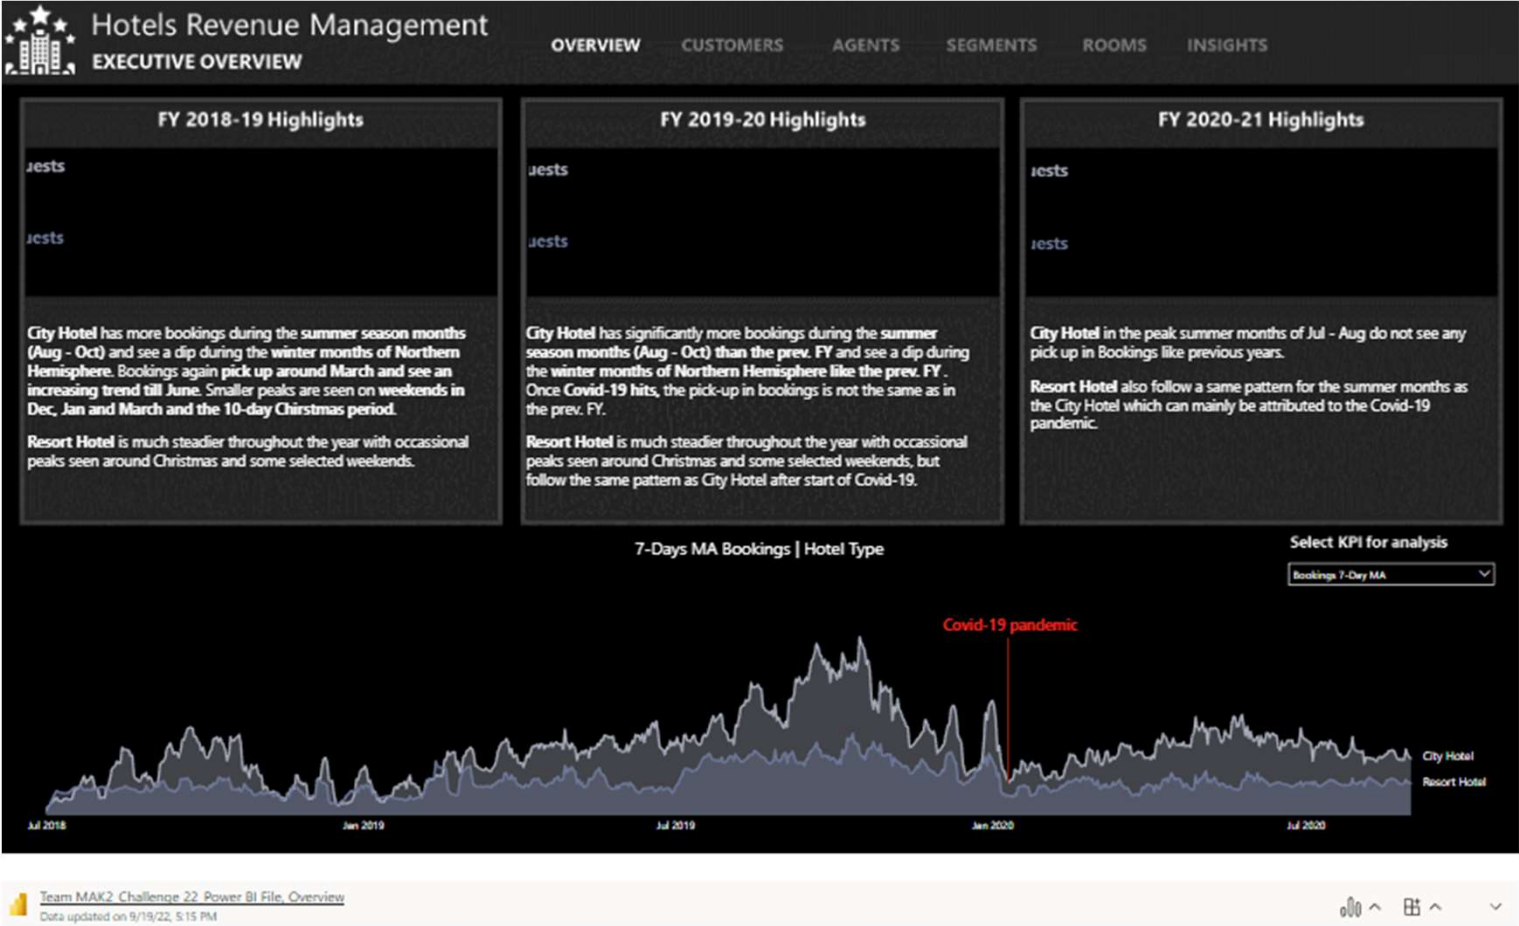 Hotels Revenue Management
EXECUTIVE OVERVIEW
OVERVIEW CUSTOMERS AGENTS SEGMENTS ROOMS INSIGHTS
FY 2018-19 Highlights
uests
uests
City Hotel has more bookings during the summer season months
(Aug - Oct) and see a dip during the winter months of Northern
Hemisphere. Bookings again pick up around March and see an
increasing trend till June. Smaller peaks are seen on weekends in
Dec, Jan and March and the 10-day Chirstmas period.
Resort Hotel is much steadier throughout the year with occassional
peaks seen around Christmas and some selected weekends.
FY 2019-20 Highlights
uests
uests
City Hotel has significantly more bookings during the summer
season months (Aug - Oct) than the prev. FY and see a dip during
the winter months of Northern Hemisphere like the prev. FY .
Once Covid-19 hits, the pick-up in bookings is not the same as in
the prev. FY.
Resort Hotel is much steadier throughout the year with occassional
peaks seen around Christmas and some selected weekends, but
follow the same pattern as City Hotel after start of Covid-19.
FY 2020-21 Highlights
uests
uests
City Hotel in the peak summer months of Jul - Aug do not see any
pick up in Bookings like previous years.
Resort Hotel also follow a same pattern for the summer months as
the City Hotel which can mainly be attributed to the Covid-19
pandemic.
7-Days MA Bookings | Hotel Type
Select KPI for analysis
Bookings 7-Day MA
Covid-19 pandemic
City Hotel
Resort Hotel
Jul 2018 Jan 2019 Jul 2019 Jan 2020 Jul 2020
Team MAK2 Challenge 22 Power BI File, Overview
Data updated on 9/19/22, 5:15 PM